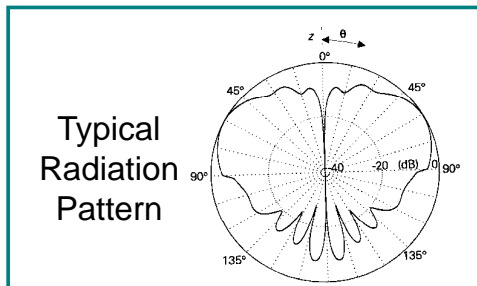 Typical
Radiation
Pattern
z θ
0°
45° 45°
90° -40 -20 (dB) 0 90°
135° 135°